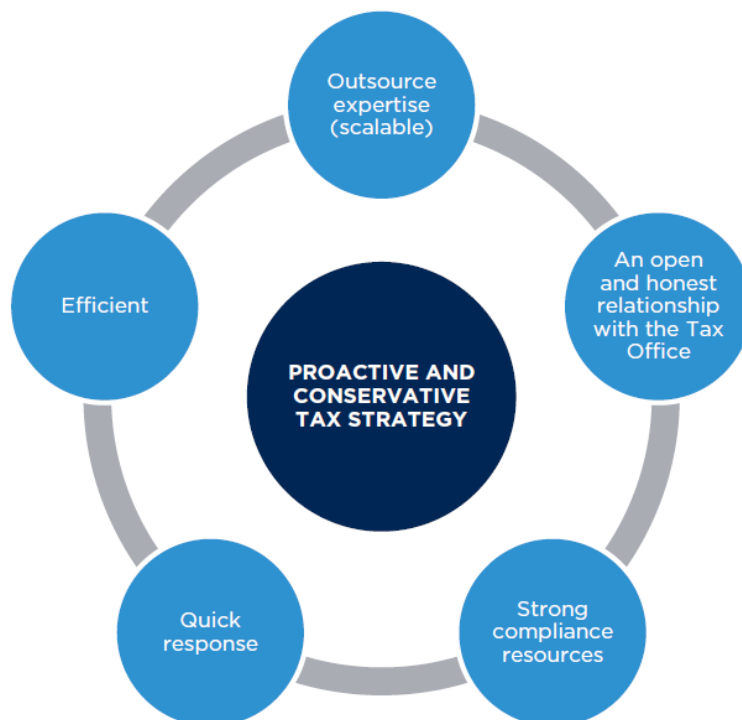 Outsource
expertise
(scalable)
An open
and honest
relationship
with the Tax
Office
Efficient
PROACTIVE AND
CONSERVATIVE
TAX STRATEGY
Strong
compliance
resources
Quick
response